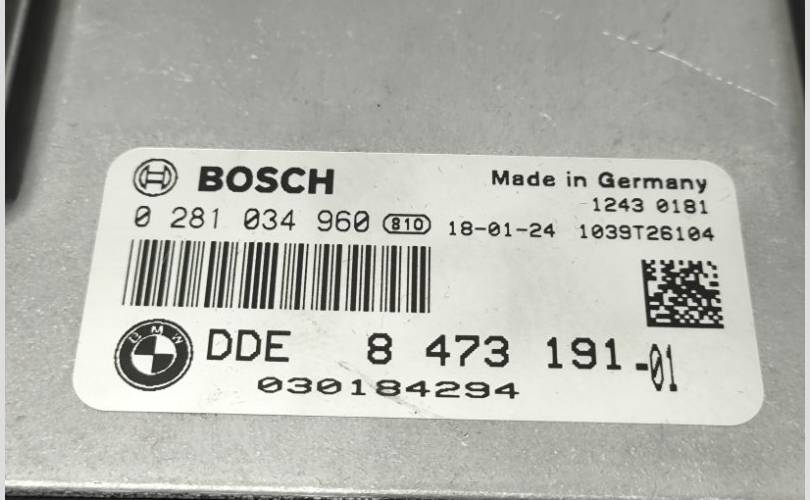 BOSCH
Made in Germany
1243 0181
0 281 034 960 810 18-01-24 1039T26104
BMW
DDE 8 473 191-01
030184294